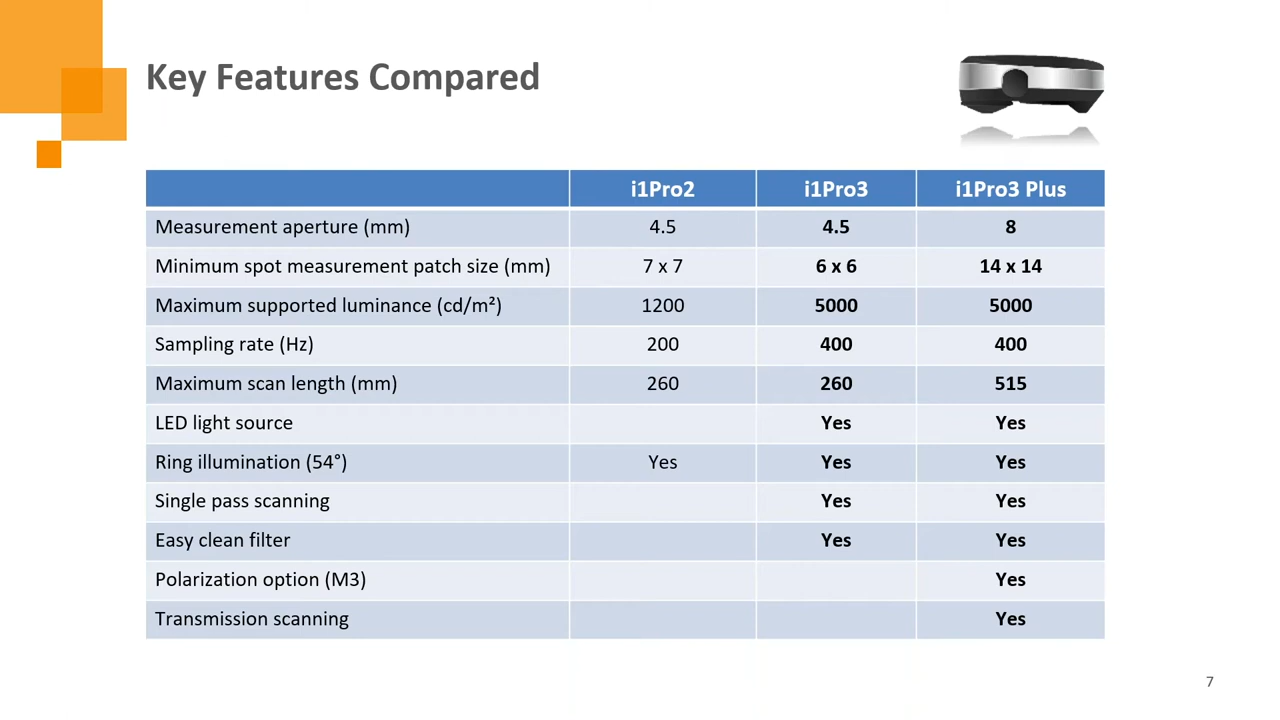 Key Features Compared
i1Pro2 i1Pro3 i1Pro3 Plus
Measurement aperture (mm) 4.5 4.5 8
Minimum spot measurement patch size (mm) 7 x 7 6 x 6 14 x 14
Maximum supported luminance (cd/m²) 1200 5000 5000
Sampling rate (Hz) 200 400 400
Maximum scan length (mm) 260 260 515
LED light source Yes Yes
Ring illumination (54°) Yes Yes Yes
Single pass scanning Yes Yes
Easy clean filter Yes Yes
Polarization option (M3) Yes
Transmission scanning Yes
7